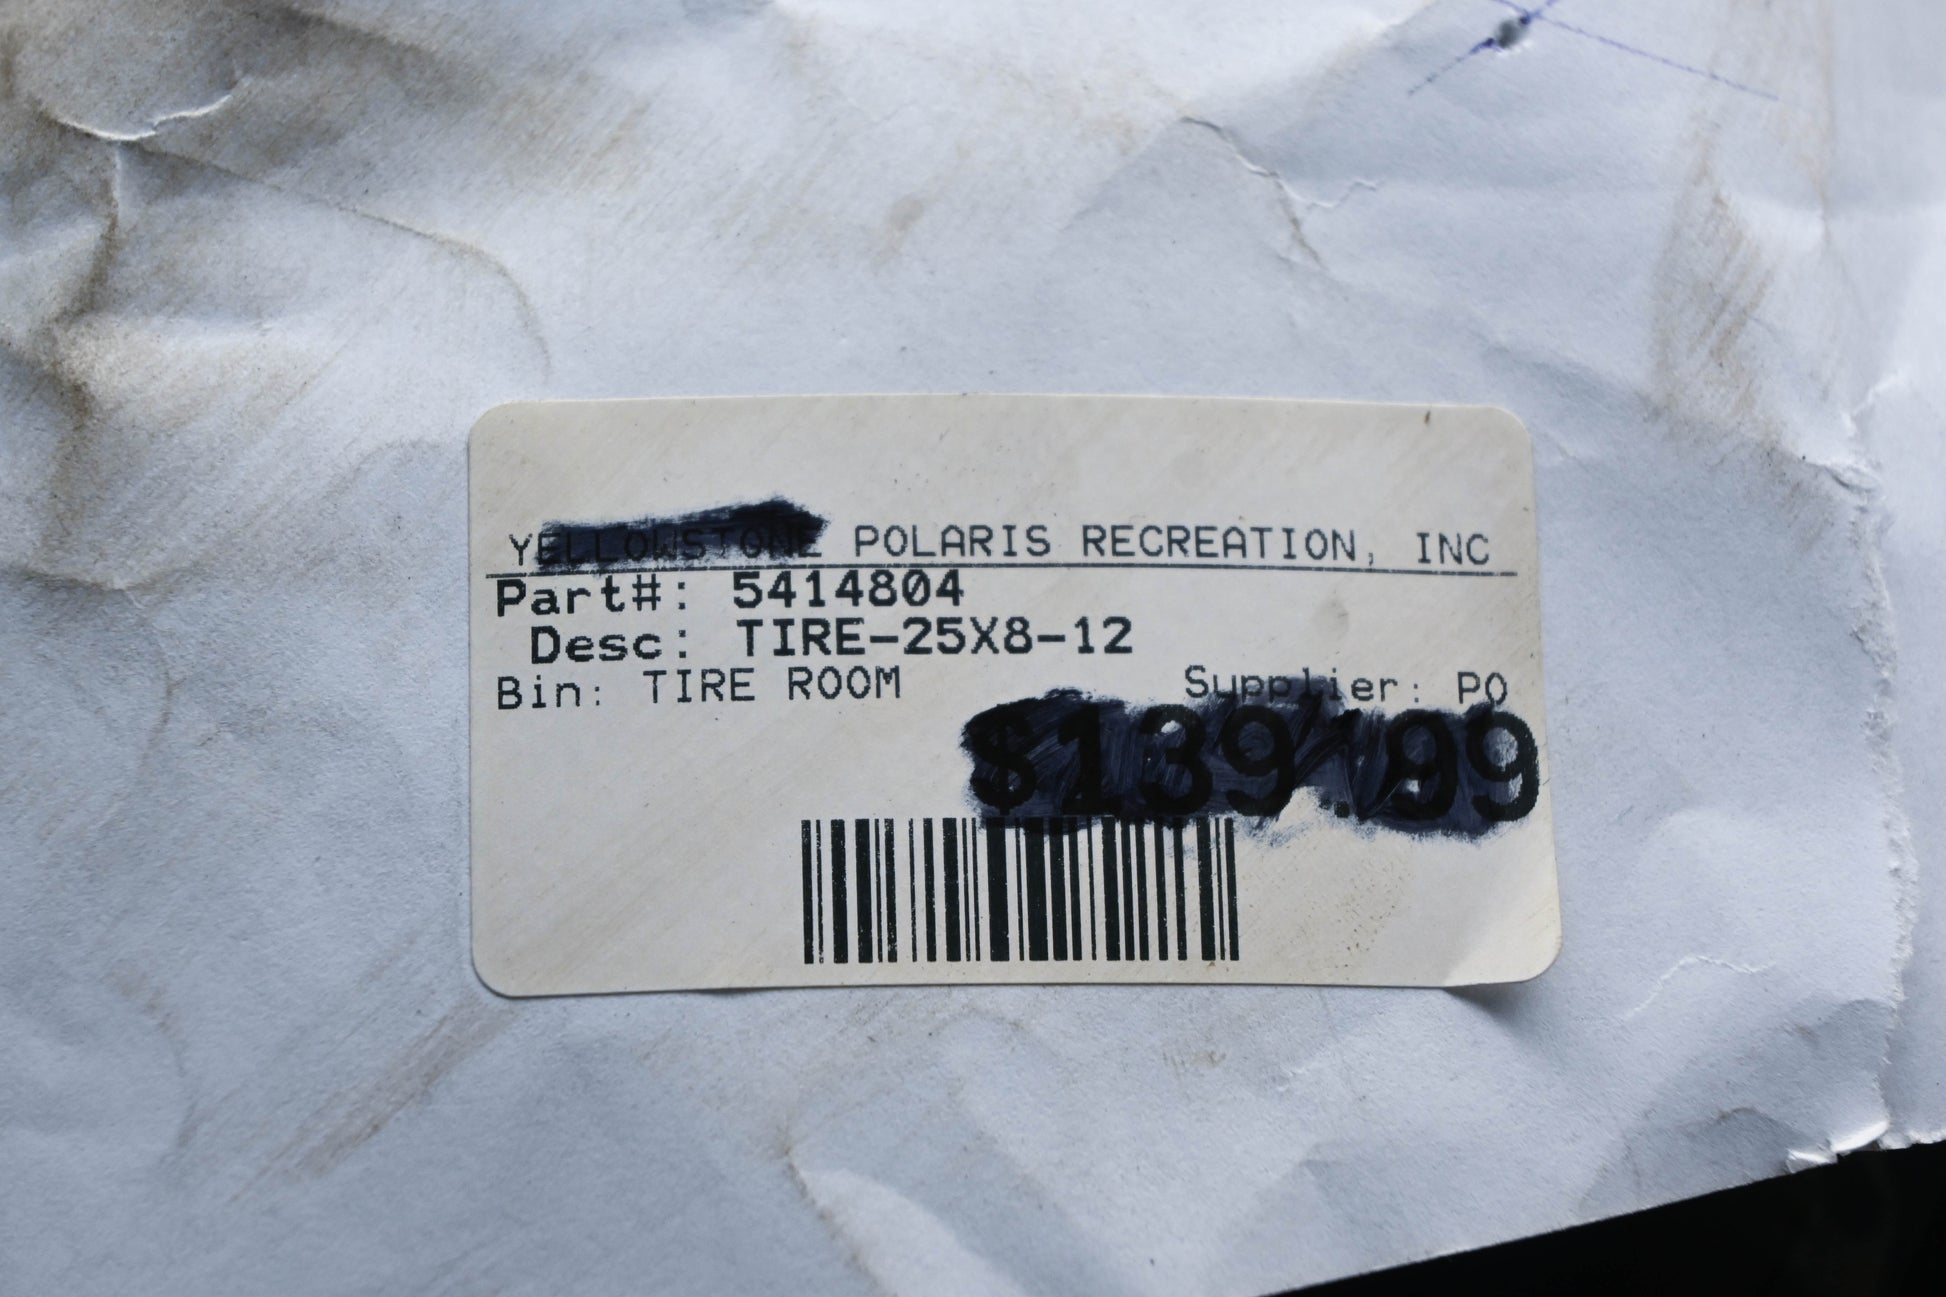 YELLOWSTONE POLARIS RECREATION, INC
Part#: 5414804
Desc: TIRE-25X8-12
Bin: TIRE ROOM Supplier: PO
$139.99